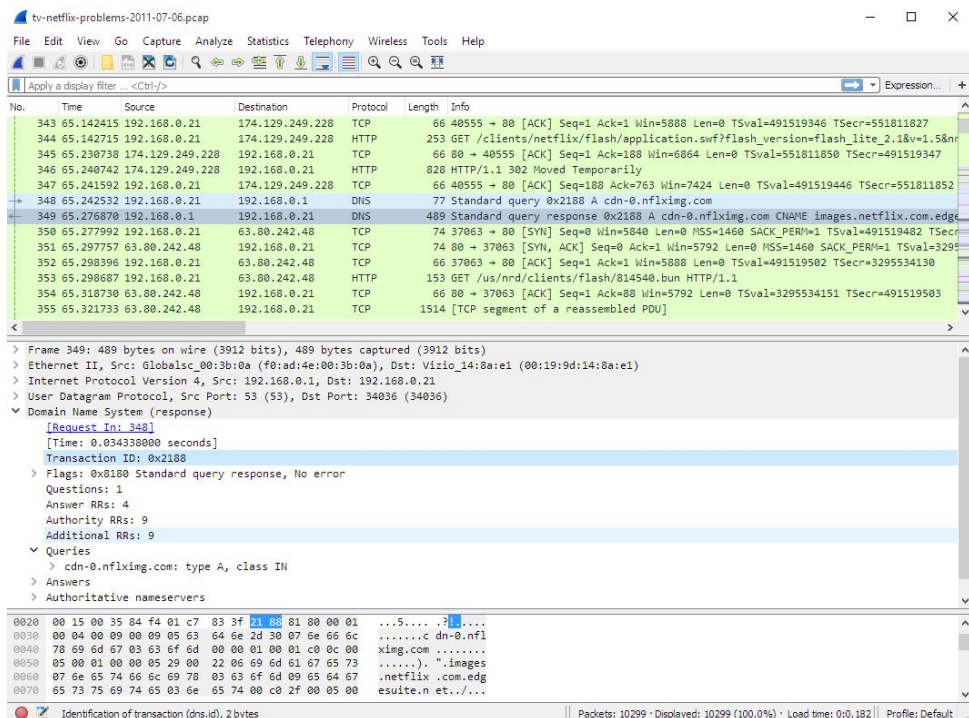 tv-netflix-problems-2011-07-06.pcap
File Edit View Go Capture Analyze Statistics Telephony Wireless Tools Help
Apply a display filter ... <Ctrl-/> Expression... +
No. Time Source Destination Protocol Length Info
343 65.142415 192.168.0.21 174.129.249.228 TCP 66 40555 → 80 [ACK] Seq=1 Ack=1 Win=5888 Len=0 TSval=491519346 TSecr=551811827
344 65.142715 192.168.0.21 174.129.249.228 HTTP 253 GET /clients/netflix/flash/application.swf?flash_version=flash_lite_2.1&v=1.5&nr
345 65.230738 174.129.249.228 192.168.0.21 TCP 66 80 → 40555 [ACK] Seq=1 Ack=188 Win=6864 Len=0 TSval=551811850 TSecr=491519347
346 65.240742 174.129.249.228 192.168.0.21 HTTP 828 HTTP/1.1 302 Moved Temporarily
347 65.241592 192.168.0.21 174.129.249.228 TCP 66 40555 → 80 [ACK] Seq=188 Ack=763 Win=7424 Len=0 TSval=491519446 TSecr=551811852
348 65.242532 192.168.0.21 192.168.0.1 DNS 77 Standard query 0x2188 A cdn-0.nflximg.com
349 65.276870 192.168.0.1 192.168.0.21 DNS 489 Standard query response 0x2188 A cdn-0.nflximg.com CNAME images.netflix.com.edge
350 65.277992 192.168.0.21 63.80.242.48 TCP 74 37063 → 80 [SYN] Seq=0 Win=5840 Len=0 MSS=1460 SACK_PERM=1 TSval=491519482 TSecr
351 65.297757 63.80.242.48 192.168.0.21 TCP 74 80 → 37063 [SYN, ACK] Seq=0 Ack=1 Win=5792 Len=0 MSS=1460 SACK_PERM=1 TSval=3295
352 65.298396 192.168.0.21 63.80.242.48 TCP 66 37063 → 80 [ACK] Seq=1 Ack=1 Win=5888 Len=0 TSval=491519502 TSecr=3295534130
353 65.298687 192.168.0.21 63.80.242.48 HTTP 153 GET /us/nrd/clients/flash/814540.bun HTTP/1.1
354 65.318730 63.80.242.48 192.168.0.21 TCP 66 80 → 37063 [ACK] Seq=1 Ack=88 Win=5792 Len=0 TSval=3295534151 TSecr=491519503
355 65.321733 63.80.242.48 192.168.0.21 TCP 1514 [TCP segment of a reassembled PDU]
Frame 349: 489 bytes on wire (3912 bits), 489 bytes captured (3912 bits)
Ethernet II, Src: Globalsc_00:3b:0a (f0:ad:4e:00:3b:0a), Dst: Vizio_14:8a:e1 (00:19:9d:14:8a:e1)
Internet Protocol Version 4, Src: 192.168.0.1, Dst: 192.168.0.21
User Datagram Protocol, Src Port: 53 (53), Dst Port: 34036 (34036)
Domain Name System (response)
[Request In: 348]
[Time: 0.034338000 seconds]
Transaction ID: 0x2188
Flags: 0x8180 Standard query response, No error
Questions: 1
Answer RRs: 4
Authority RRs: 9
Additional RRs: 9
Queries
cdn-0.nflximg.com: type A, class IN
Answers
Authoritative nameservers
0020 00 15 00 35 84 f4 01 c7 83 3f 21 88 81 80 00 01 ...5.... .?!.....
0030 00 04 00 09 00 09 05 63 64 6e 2d 30 07 6e 66 6c .......c dn-0.nfl
0040 78 69 6d 67 03 63 6f 6d 00 00 01 00 01 c0 0c 00 ximg.com ........
0050 05 00 01 00 00 05 29 00 22 06 69 6d 61 67 65 73 ......). ".images
0060 07 6e 65 74 66 6c 69 78 03 63 6f 6d 09 65 64 67 .netflix .com.edg
0070 65 73 75 69 74 65 03 6e 65 74 00 c0 2f 00 05 00 esuite.n et../...
Identification of transaction (dns.id), 2 bytes Packets: 10299 · Displayed: 10299 (100.0%) · Load time: 0:0.182 Profile: Default